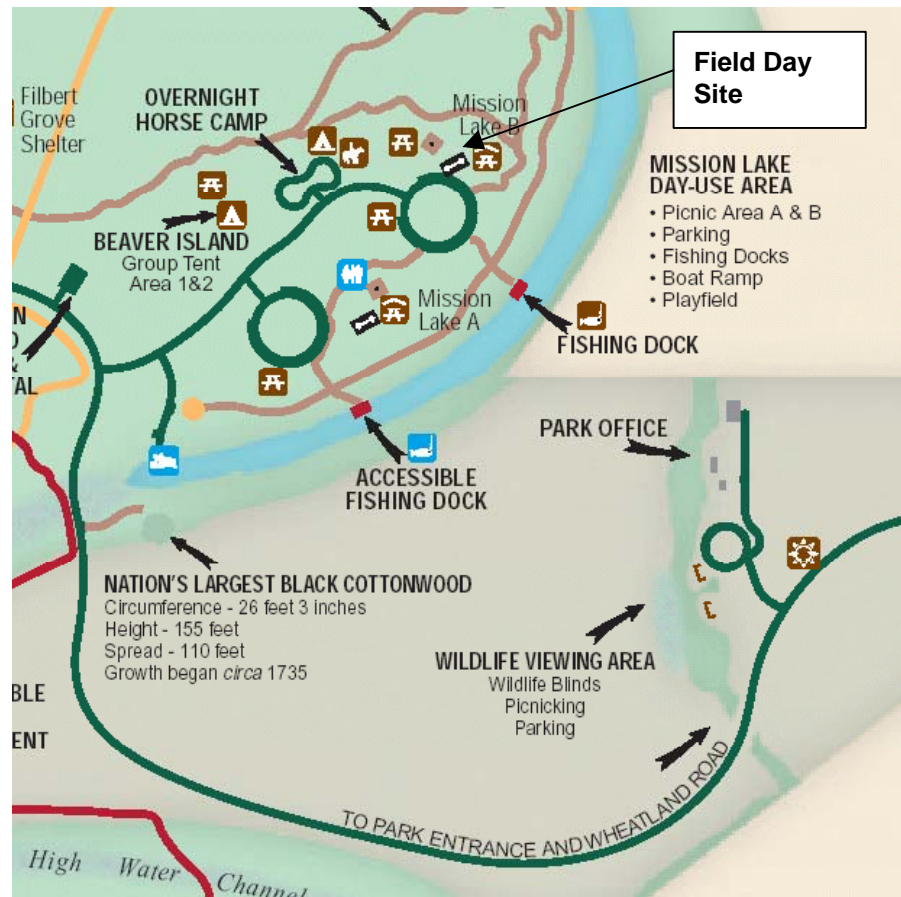 Field Day
Site
Filbert
Grove
Shelter
OVERNIGHT
HORSE CAMP
Mission
Lake B
MISSION LAKE
DAY-USE AREA
• Picnic Area A & B
• Parking
• Fishing Docks
• Boat Ramp
• Playfield
BEAVER ISLAND
Group Tent
Area 1&2
Mission
Lake A
FISHING DOCK
N
&
TAL
PARK OFFICE
ACCESSIBLE
FISHING DOCK
NATION'S LARGEST BLACK COTTONWOOD
Circumference - 26 feet 3 inches
Height - 155 feet
Spread - 110 feet
Growth began circa 1735
WILDLIFE VIEWING AREA
Wildlife Blinds
Picnicking
Parking
BLE
ENT
TO PARK ENTRANCE AND WHEATLAND ROAD
High Water Channel